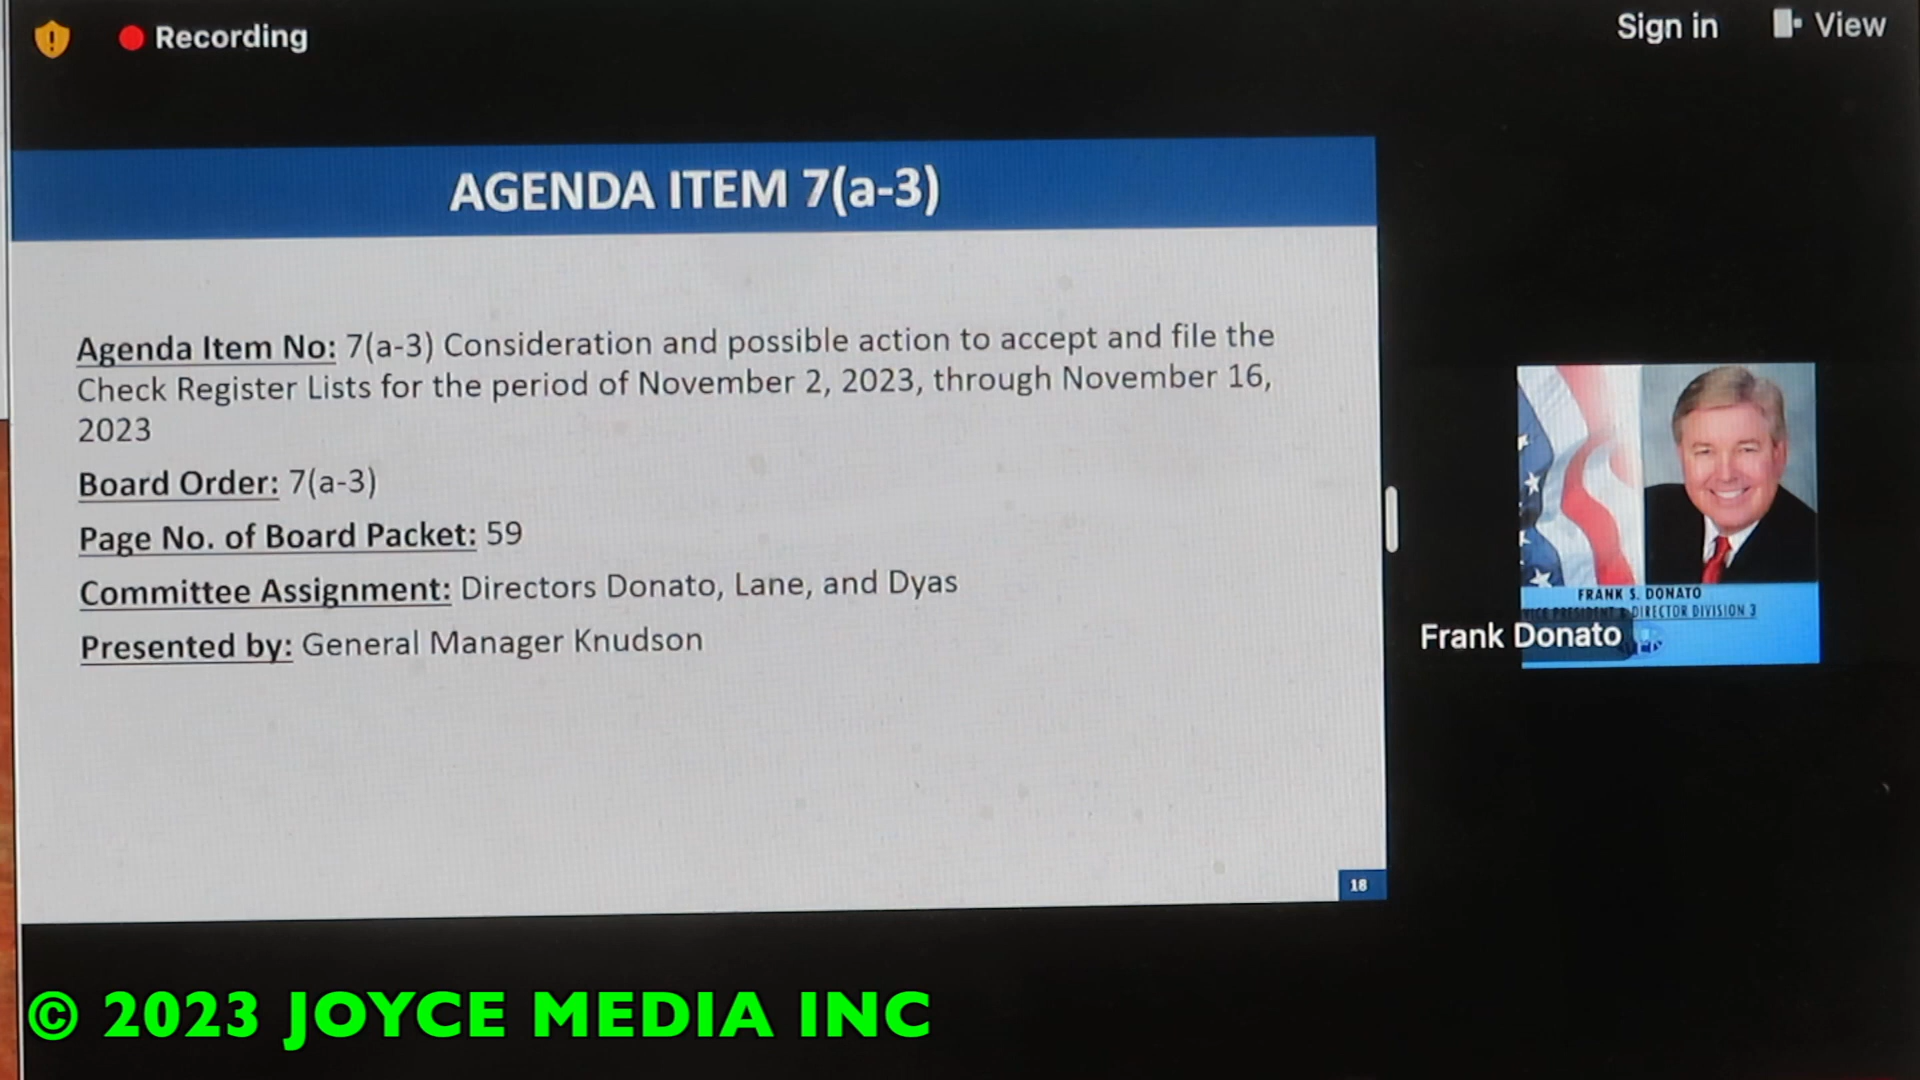 Recording
Sign in
View
AGENDA ITEM 7(a-3)
Agenda Item No: 7(a-3) Consideration and possible action to accept and file the
Check Register Lists for the period of November 2, 2023, through November 16,
2023
Board Order: 7(a-3)
Page No. of Board Packet: 59
Committee Assignment: Directors Donato, Lane, and Dyas
Presented by: General Manager Knudson
18
FRANK S. DONATO
VICE PRESIDENT & DIRECTOR DIVISION 3
Frank Donato
© 2023 JOYCE MEDIA INC